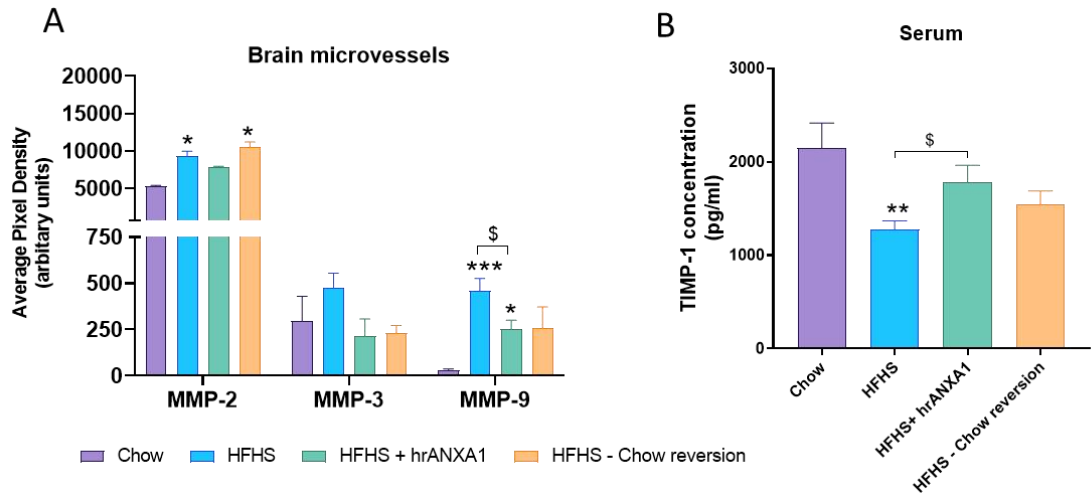 A
Brain microvessels
Average Pixel Density
(arbitary units)
20000
15000
10000
5000
750
500
250
0
*
*
$
***
*
MMP-2
MMP-3
MMP-9
Chow
HFHS
HFHS + hrANXA1
HFHS - Chow reversion
B
Serum
TIMP-1 concentration
(pg/ml)
3000
2000
1000
0
$
**
Chow
HFHS
HFHS+ hrANXA1
HFHS - Chow reversion